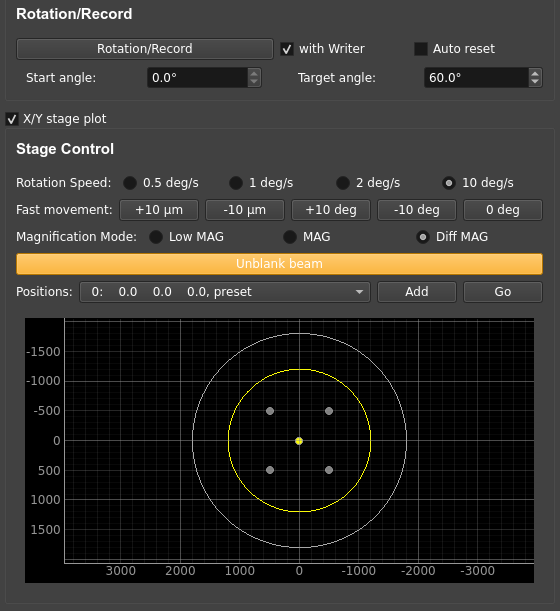 Rotation/Record
Rotation/Record with Writer Auto reset
Start angle: 0.0° Target angle: 60.0°
X/Y stage plot
Stage Control
Rotation Speed: 0.5 deg/s 1 deg/s 2 deg/s 10 deg/s
Fast movement: +10 µm -10 µm +10 deg -10 deg 0 deg
Magnification Mode: Low MAG MAG Diff MAG
Unblank beam
Positions: 0: 0.0 0.0 0.0, preset Add Go
-1500
-1000
-500
0
500
1000
1500
3000 2000 1000 0 -1000 -2000 -3000